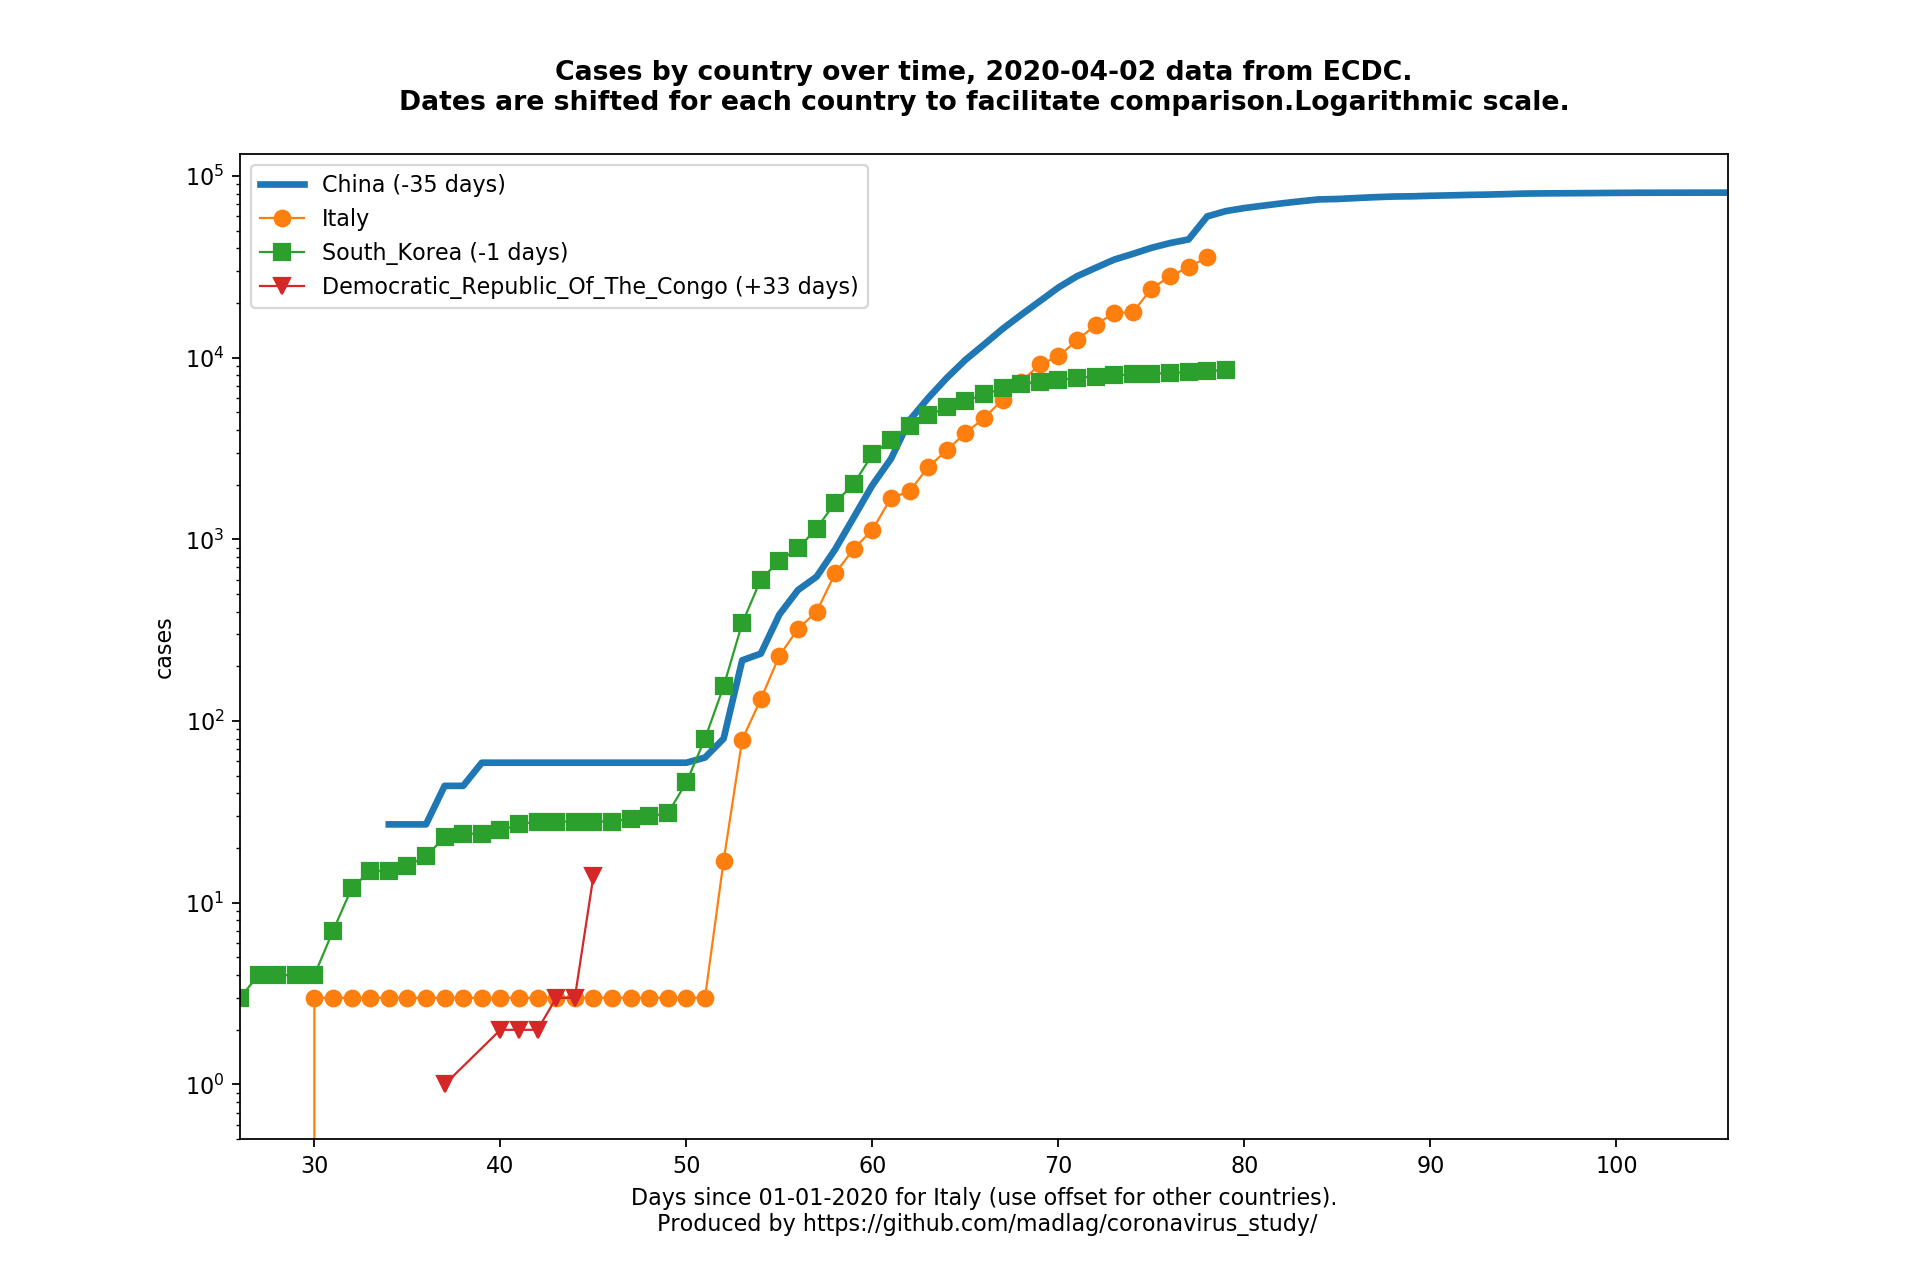 Cases by country over time, 2020-04-02 data from ECDC.
Dates are shifted for each country to facilitate comparison.Logarithmic scale.
China (-35 days)
Italy
South_Korea (-1 days)
Democratic_Republic_Of_The_Congo (+33 days)
10⁵
10⁴
10³
10²
10¹
10⁰
cases
30 40 50 60 70 80 90 100
Days since 01-01-2020 for Italy (use offset for other countries).
Produced by https://github.com/madlag/coronavirus_study/